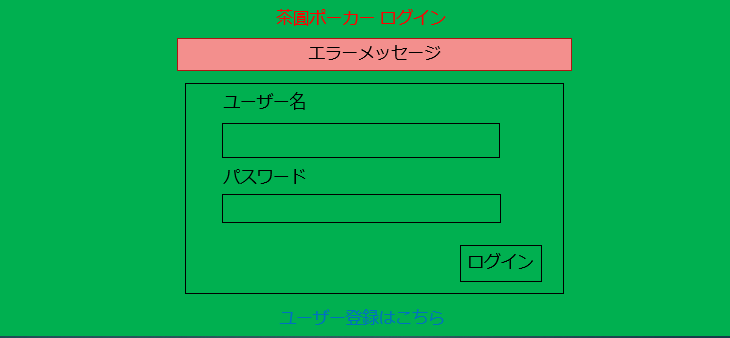 茶園ポーカー ログイン
エラーメッセージ
ユーザー名
パスワード
ログイン
ユーザー登録はこちら